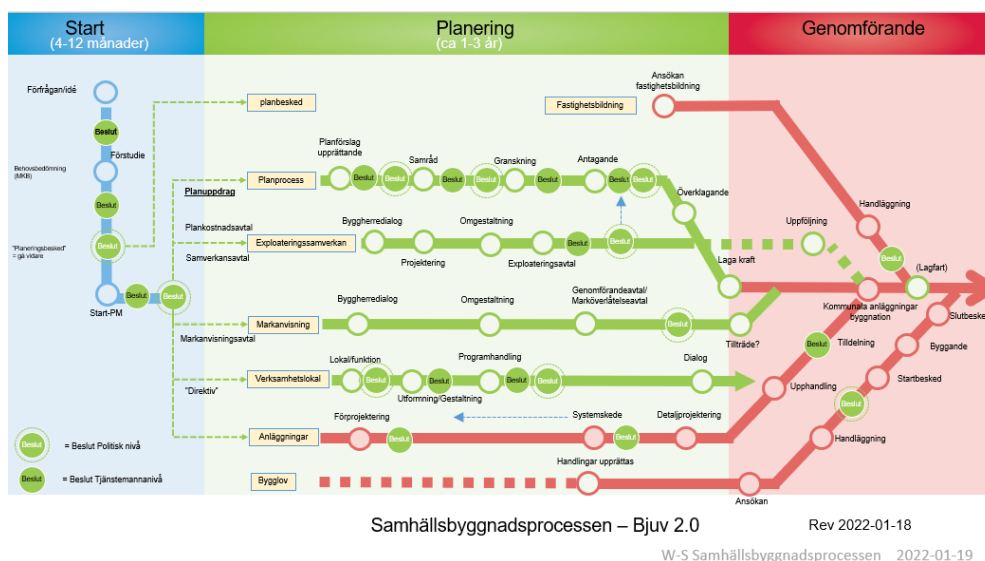 Start
(4-12 månader)
Planering
(ca 1-3 år)
Genomförande
Förfrågan/idé
Beslut
Förstudie
Behovsbedömning
(MKB)
Beslut
Beslut
"Planeringsbesked"
= gå vidare
Start-PM
Beslut
Beslut
Planuppdrag
Plankostnadsavtal
Samverkansavtal
Markanvisningsavtal
"Direktiv"
Beslut
= Beslut Politisk nivå
Beslut
= Beslut Tjänstemannanivå
planbesked
Fastighetsbildning
Ansökan
fastighetsbildning
Planprocess
Planförslag
upprättande
Beslut
Beslut
Samråd
Beslut
Beslut
Granskning
Beslut
Antagande
Beslut
Beslut
Överklagande
Laga kraft
Exploateringssamverkan
Byggherredialog
Projektering
Omgestaltning
Exploateringsavtal
Beslut
Beslut
Uppföljning
Markanvisning
Byggherredialog
Omgestaltning
Genomförandeavtal/
Marköverlåtelseavtal
Beslut
Tillträde?
Verksamhetslokal
Lokal/funktion
Beslut
Beslut
Utformning/Gestaltning
Programhandling
Beslut
Beslut
Dialog
Anläggningar
Förprojektering
Beslut
Systemskede
Beslut
Detaljprojektering
Upphandling
Beslut
Tilldelning
Kommunala anläggningar
byggnation
Bygglov
Handlingar upprättas
Ansökan
Handläggning
Beslut
Startbesked
Byggande
Slutbeske
Handläggning
Beslut
(Lagfart)
Samhällsbyggnadsprocessen – Bjuv 2.0
Rev 2022-01-18
W-S Samhällsbyggnadsprocessen 2022-01-19